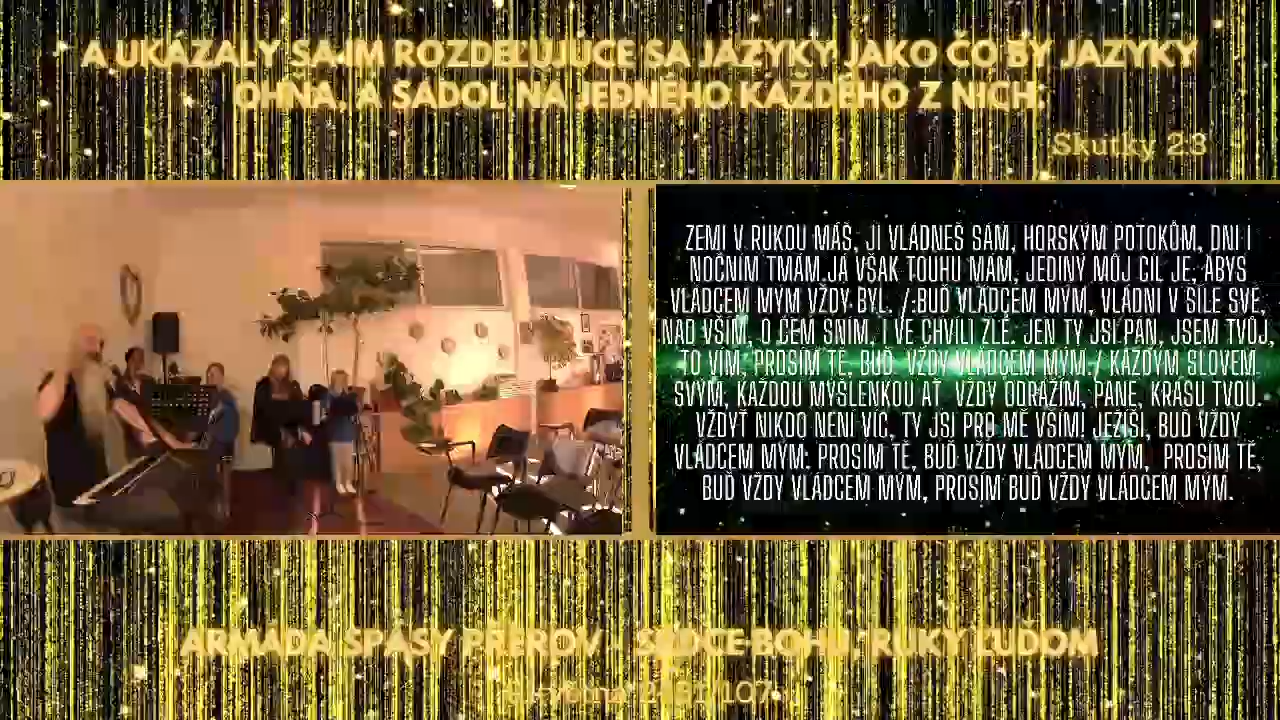 A UKÁZALY SA IM ROZDEĽUJÚCE SA JAZYKY JAKO ČO BY JAZYKY
OHŇA, A SADOL NA JEDNÉHO KAŽDÉHO Z NICH.
Skutky 2:3
ZEMI V RUKOU MÁŠ, JÍ VLÁDNEŠ SÁM, HORSKÝM POTOKŮM, DNI I
NOČNÍM TMÁM.JÁ VŠAK TOUHU MÁM, JEDINÝ MŮJ CÍL JE, ABYS
VLÁDCEM MÝM VŽDY BYL. /:BUĎ VLÁDCEM MÝM, VLÁDNI V SÍLE SVÉ,
NAD VŠÍM, O ČEM SNÍM, I VE CHVÍLI ZLÉ. JEN TY JSI PÁN, JSEM TVŮJ,
TO VÍM, PROSÍM TĚ, BUĎ VŽDY VLÁDCEM MÝM:/ KAŽDÝM SLOVEM
SVÝM, KAŽDOU MYŠLENKOU AŤ VŽDY ODRÁŽÍM, PANE, KRÁSU TVOU.
VŽDYŤ NIKDO NENÍ VÍC, TY JSI PRO MĚ VŠÍM! JEŽÍŠI, BUĎ VŽDY
VLÁDCEM MÝM: PROSÍM TĚ, BUĎ VŽDY VLÁDCEM MÝM, PROSÍM TĚ,
BUĎ VŽDY VLÁDCEM MÝM, PROSÍM BUĎ VŽDY VLÁDCEM MÝM.
ARMÁDA SPÁSY PŘEROV - SRDCE BOHU, RUKY ĽUĎOM